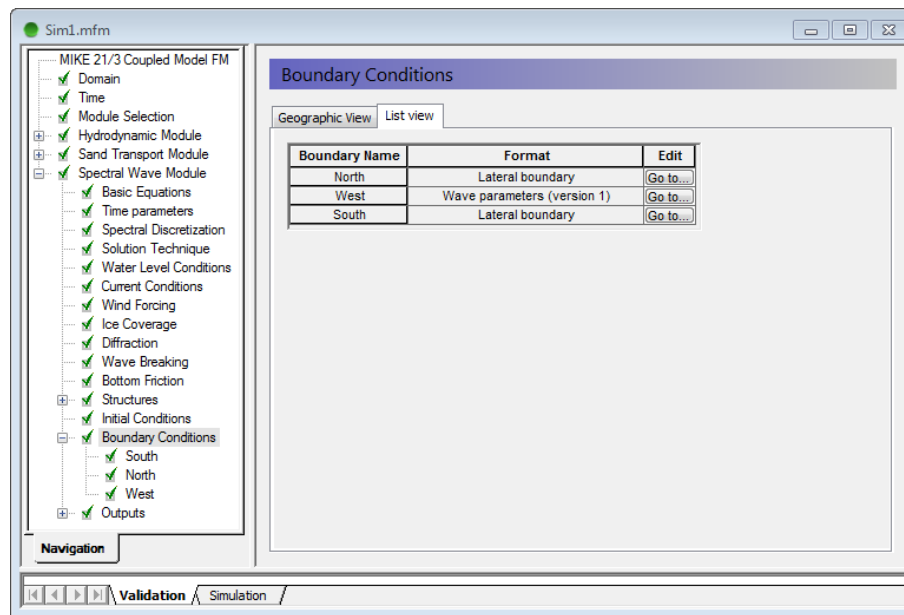 Sim1.mfm
MIKE 21/3 Coupled Model FM
Domain
Time
Module Selection
Hydrodynamic Module
Sand Transport Module
Spectral Wave Module
Basic Equations
Time parameters
Spectral Discretization
Solution Technique
Water Level Conditions
Current Conditions
Wind Forcing
Ice Coverage
Diffraction
Wave Breaking
Bottom Friction
Structures
Initial Conditions
Boundary Conditions
South
North
West
Outputs
Navigation
Boundary Conditions
Geographic View List view
Boundary Name Format Edit
North Lateral boundary Go to...
West Wave parameters (version 1) Go to...
South Lateral boundary Go to...
Validation Simulation